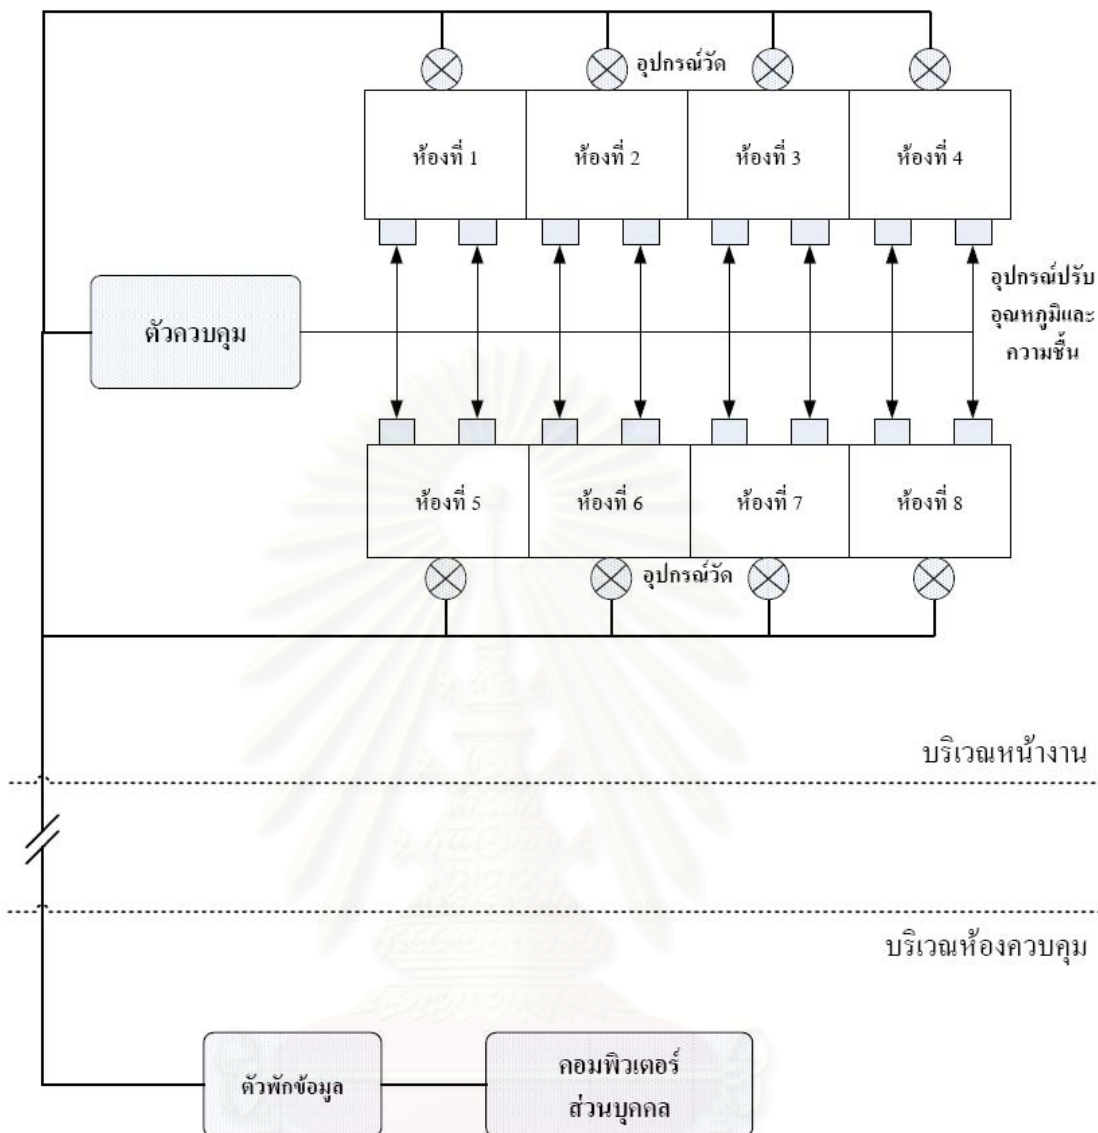 อุปกรณ์วัด
ห้องที่ 1
ห้องที่ 2
ห้องที่ 3
ห้องที่ 4
อุปกรณ์ปรับ
อุณหภูมิและ
ความชื้น
ตัวควบคุม
ห้องที่ 5
ห้องที่ 6
ห้องที่ 7
ห้องที่ 8
อุปกรณ์วัด
บริเวณหน้างาน
บริเวณห้องควบคุม
ตัวพักข้อมูล
คอมพิวเตอร์
ส่วนบุคคล